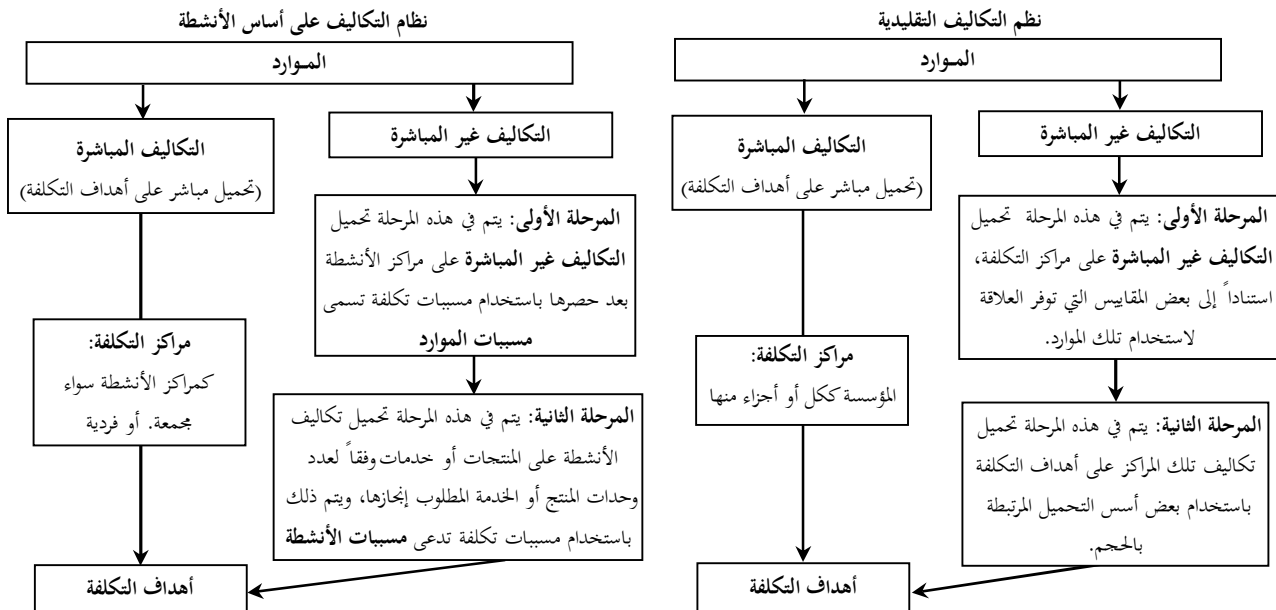 نظم التكاليف التقليدية
المـوارد
التكاليف غير المباشرة
التكاليف المباشرة
(تحميل مباشر على أهداف التكلفة)
المرحلة الأولى: يتم في هذه المرحلة تحميل
التكاليف غير المباشرة على مراكز التكلفة،
استناداً إلى بعض المقاييس التي توفر العلاقة
لاستخدام تلك الموارد.
مراكز التكلفة:
المؤسسة ككل أو أجزاء منها
المرحلة الثانية: يتم في هذه المرحلة تحميل
تكاليف تلك المراكز على أهداف التكلفة
باستخدام بعض أسس التحميل المرتبطة
بالحجم.
أهداف التكلفة
نظام التكاليف على أساس الأنشطة
المـوارد
التكاليف غير المباشرة
التكاليف المباشرة
(تحميل مباشر على أهداف التكلفة)
المرحلة الأولى: يتم في هذه المرحلة تحميل
التكاليف غير المباشرة على مراكز الأنشطة
بعد حصرها باستخدام مسببات تكلفة تسمى
مسببات الموارد
مراكز التكلفة:
كمراكز الأنشطة سواء
مجمعة. أو فردية
المرحلة الثانية: يتم في هذه المرحلة تحميل تكاليف
الأنشطة على المنتجات أو خدمات وفقاً لعدد
وحدات المنتج أو الخدمة المطلوب إنجازها، ويتم ذلك
باستخدام مسببات تكلفة تدعى مسببات الأنشطة
أهداف التكلفة